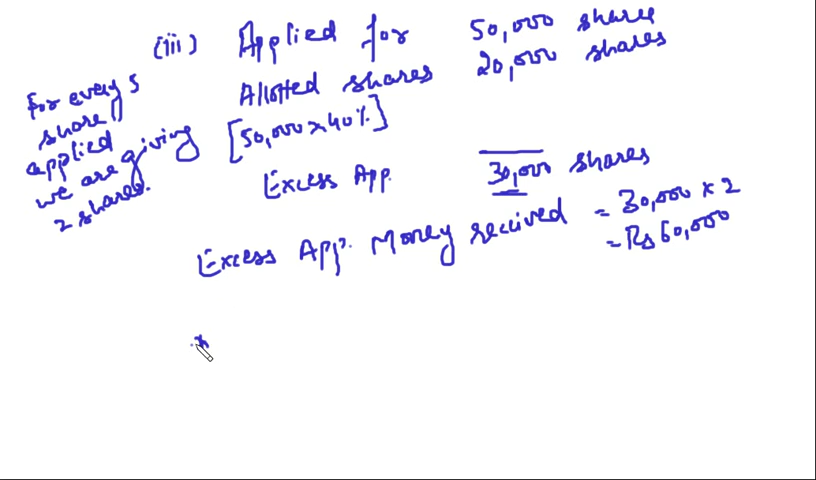 (iii) Applied for 50,000 share
Allotted shares 20,000 shares
[50,000 x 40%]
for every 5
share
applied
we are giving
2 shares.
Excess App. 30,000 shares
Excess App. Money received = 30,000 x 2
= Rs 60,000